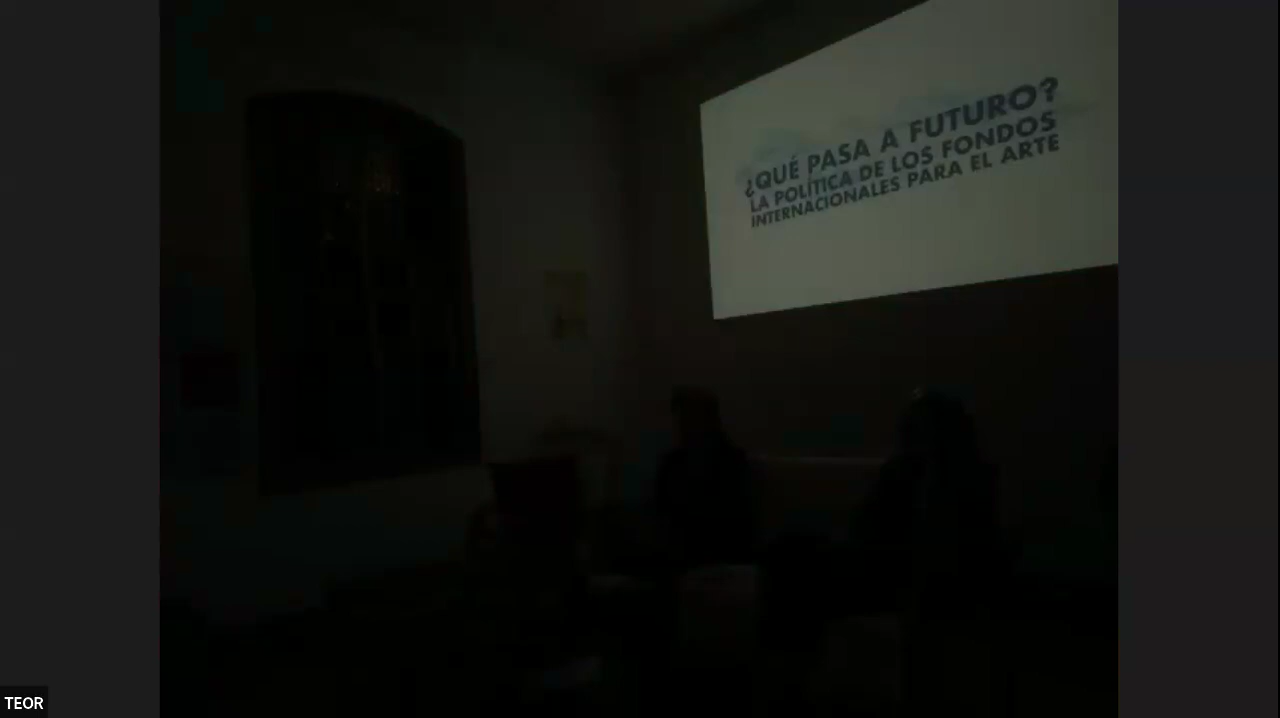 ¿QUÉ PASA A FUTURO?
LA POLÍTICA DE LOS FONDOS
INTERNACIONALES PARA EL ARTE
TEOR